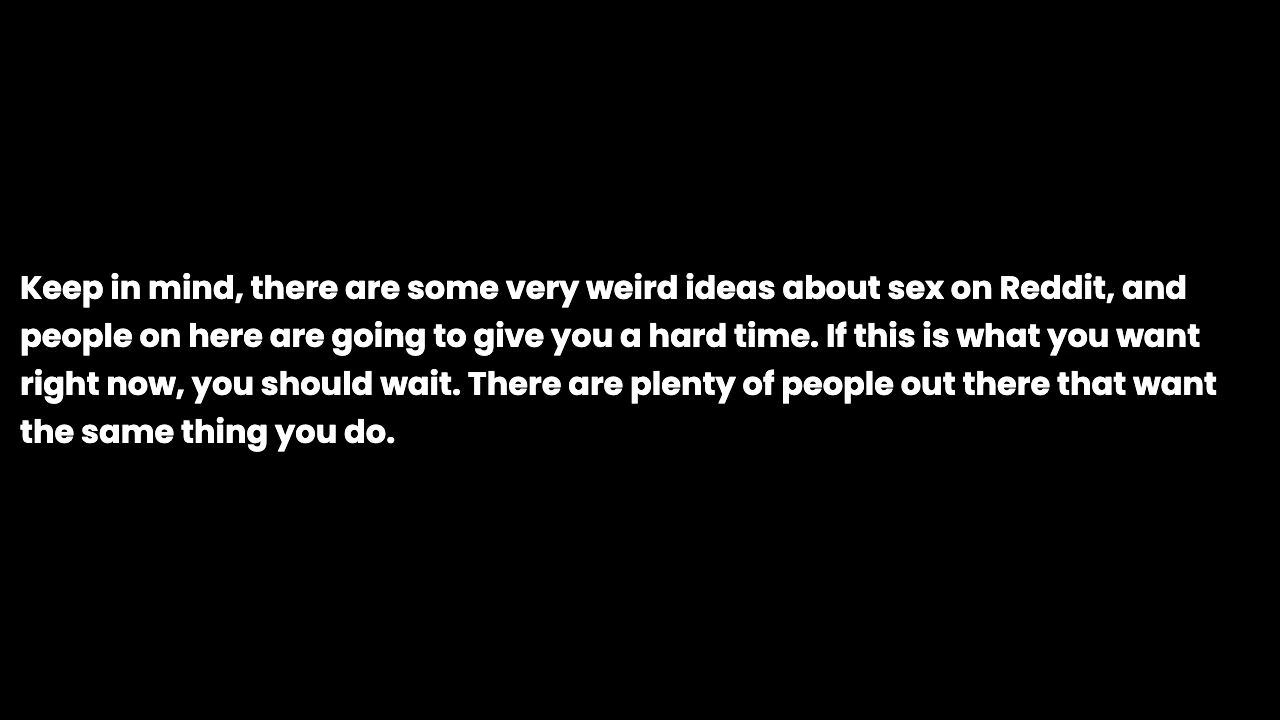 Keep in mind, there are some very weird ideas about sex on Reddit, and
people on here are going to give you a hard time. If this is what you want
right now, you should wait. There are plenty of people out there that want
the same thing you do.